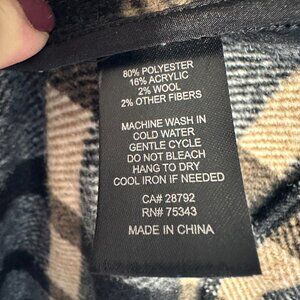 80% POLYESTER
16% ACRYLIC
2% WOOL
2% OTHER FIBERS
MACHINE WASH IN
COLD WATER
GENTLE CYCLE
DO NOT BLEACH
HANG TO DRY
COOL IRON IF NEEDED
CA# 28792
RN# 75343
MADE IN CHINA